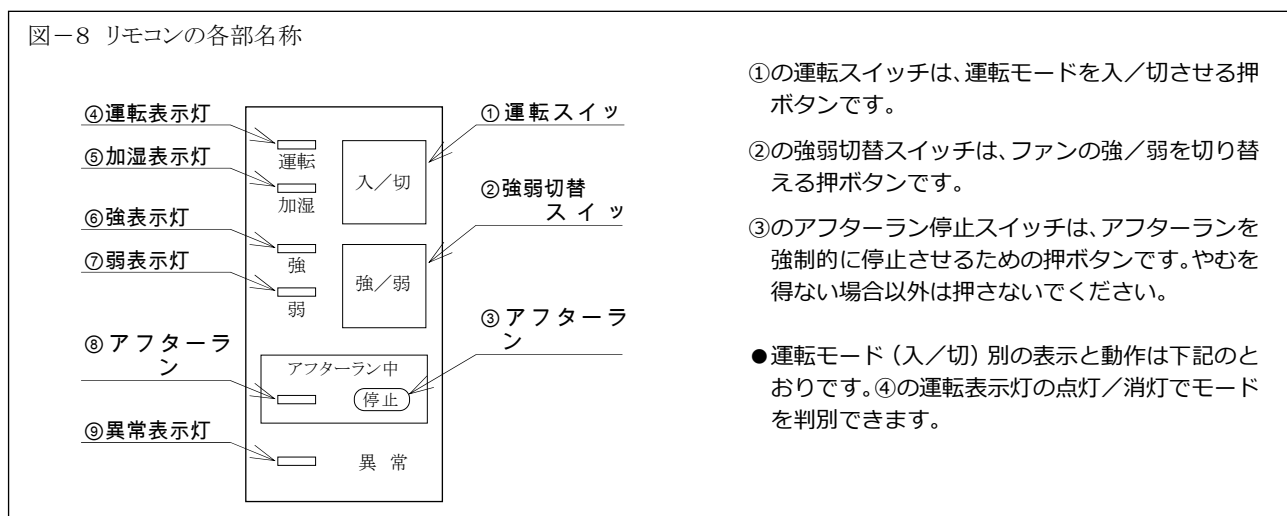 図－8 リモコンの各部名称
④運転表示灯
⑤加湿表示灯
⑥強表示灯
⑦弱表示灯
⑧アフターラ
ン
⑨異常表示灯
運転
加湿
強
弱
入／切
強／弱
アフターラン中
停止
異 常
①運転スイッ
②強弱切替
スイッ
③アフターラ
ン
①の運転スイッチは、運転モードを入／切させる押
ボタンです。
②の強弱切替スイッチは、ファンの強／弱を切り替
える押ボタンです。
③のアフターラン停止スイッチは、アフターランを
強制的に停止させるための押ボタンです。やむを
得ない場合以外は押さないでください。
●運転モード（入／切）別の表示と動作は下記のと
おりです。④の運転表示灯の点灯／消灯でモード
を判別できます。